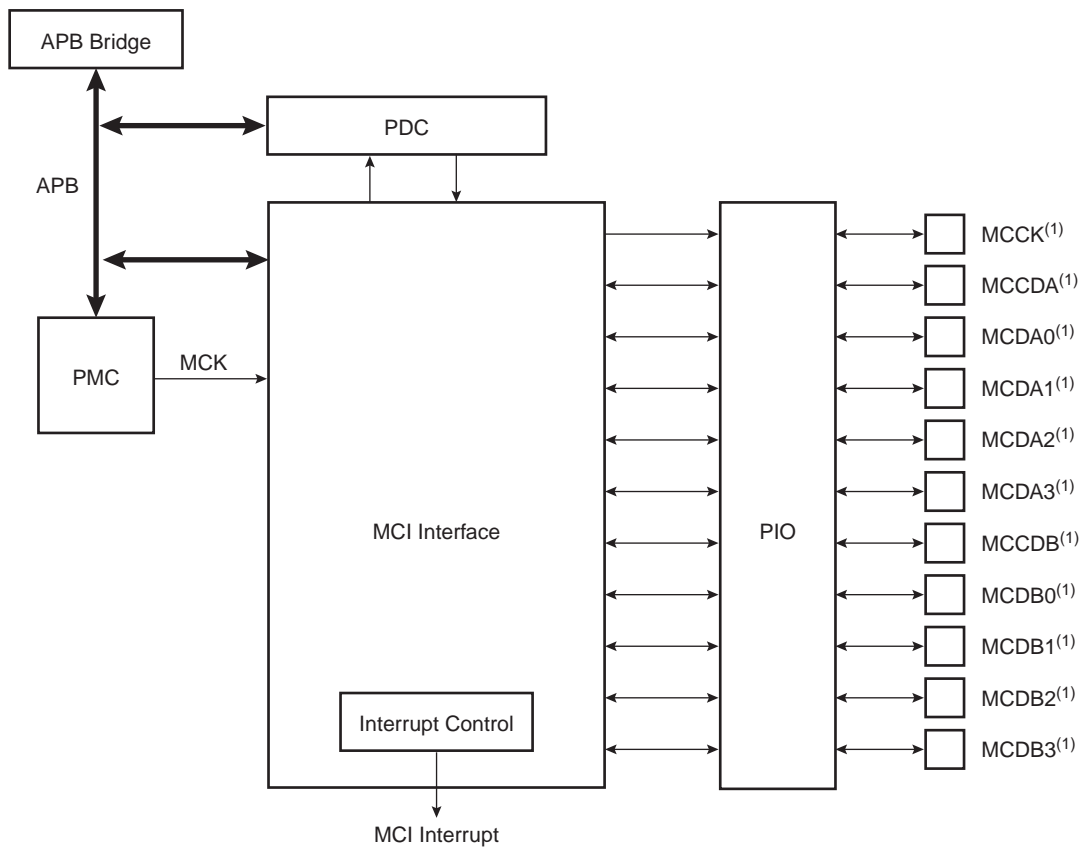 APB Bridge
PDC
APB
MCCK(1)
MCCDA(1)
MCDA0(1)
PMC
MCK
MCDA1(1)
MCDA2(1)
MCDA3(1)
MCI Interface
PIO
MCCDB(1)
MCDB0(1)
MCDB1(1)
MCDB2(1)
Interrupt Control
MCDB3(1)
MCI Interrupt